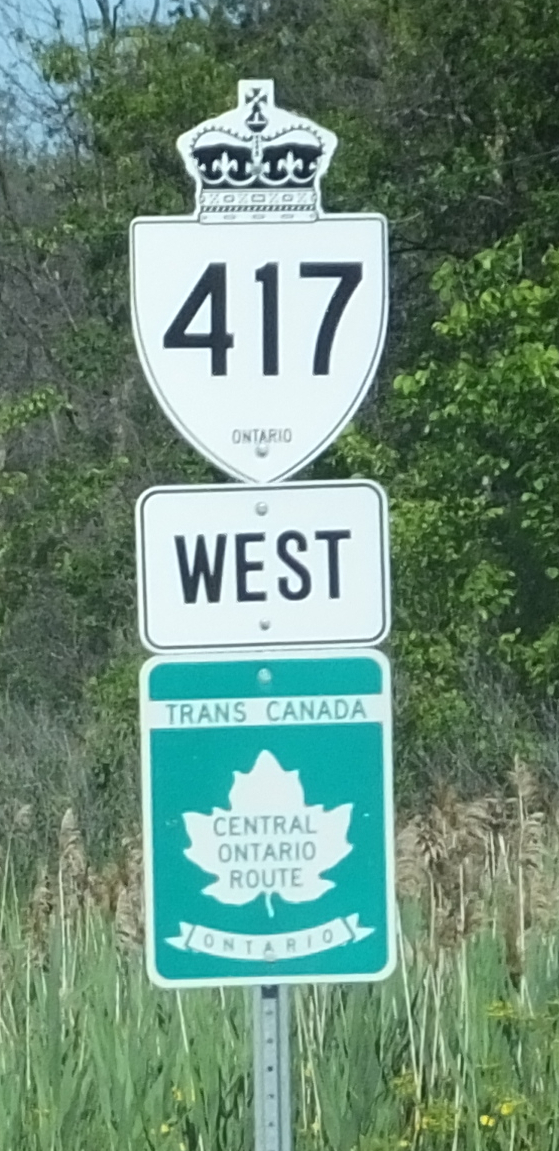 417
ONTARIO
WEST
TRANS CANADA
CENTRAL
ONTARIO
ROUTE
ONTARIO